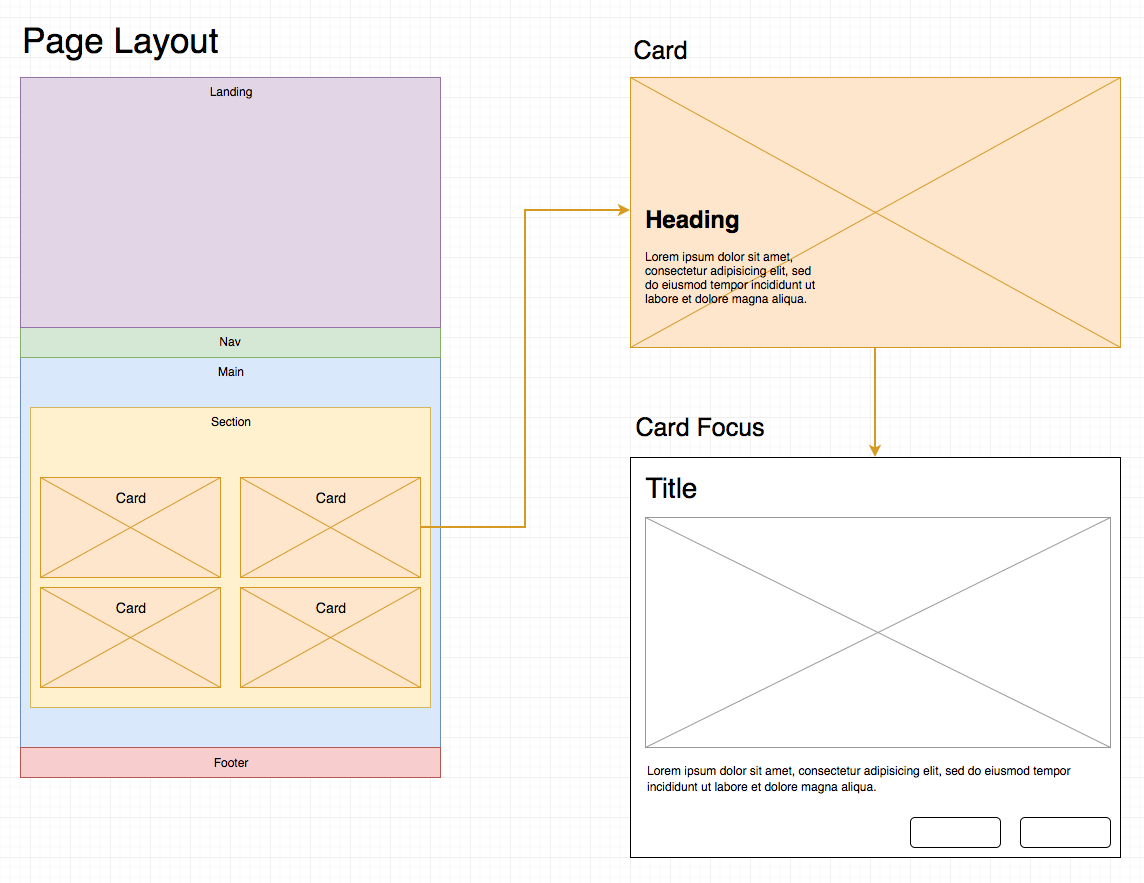 Page Layout
Landing
Nav
Main
Section
Card
Card
Card
Card
Footer
Card
Heading
Lorem ipsum dolor sit amet,
consectetur adipisicing elit, sed
do eiusmod tempor incididunt ut
labore et dolore magna aliqua.
Card Focus
Title
Lorem ipsum dolor sit amet, consectetur adipisicing elit, sed do eiusmod tempor
incididunt ut labore et dolore magna aliqua.